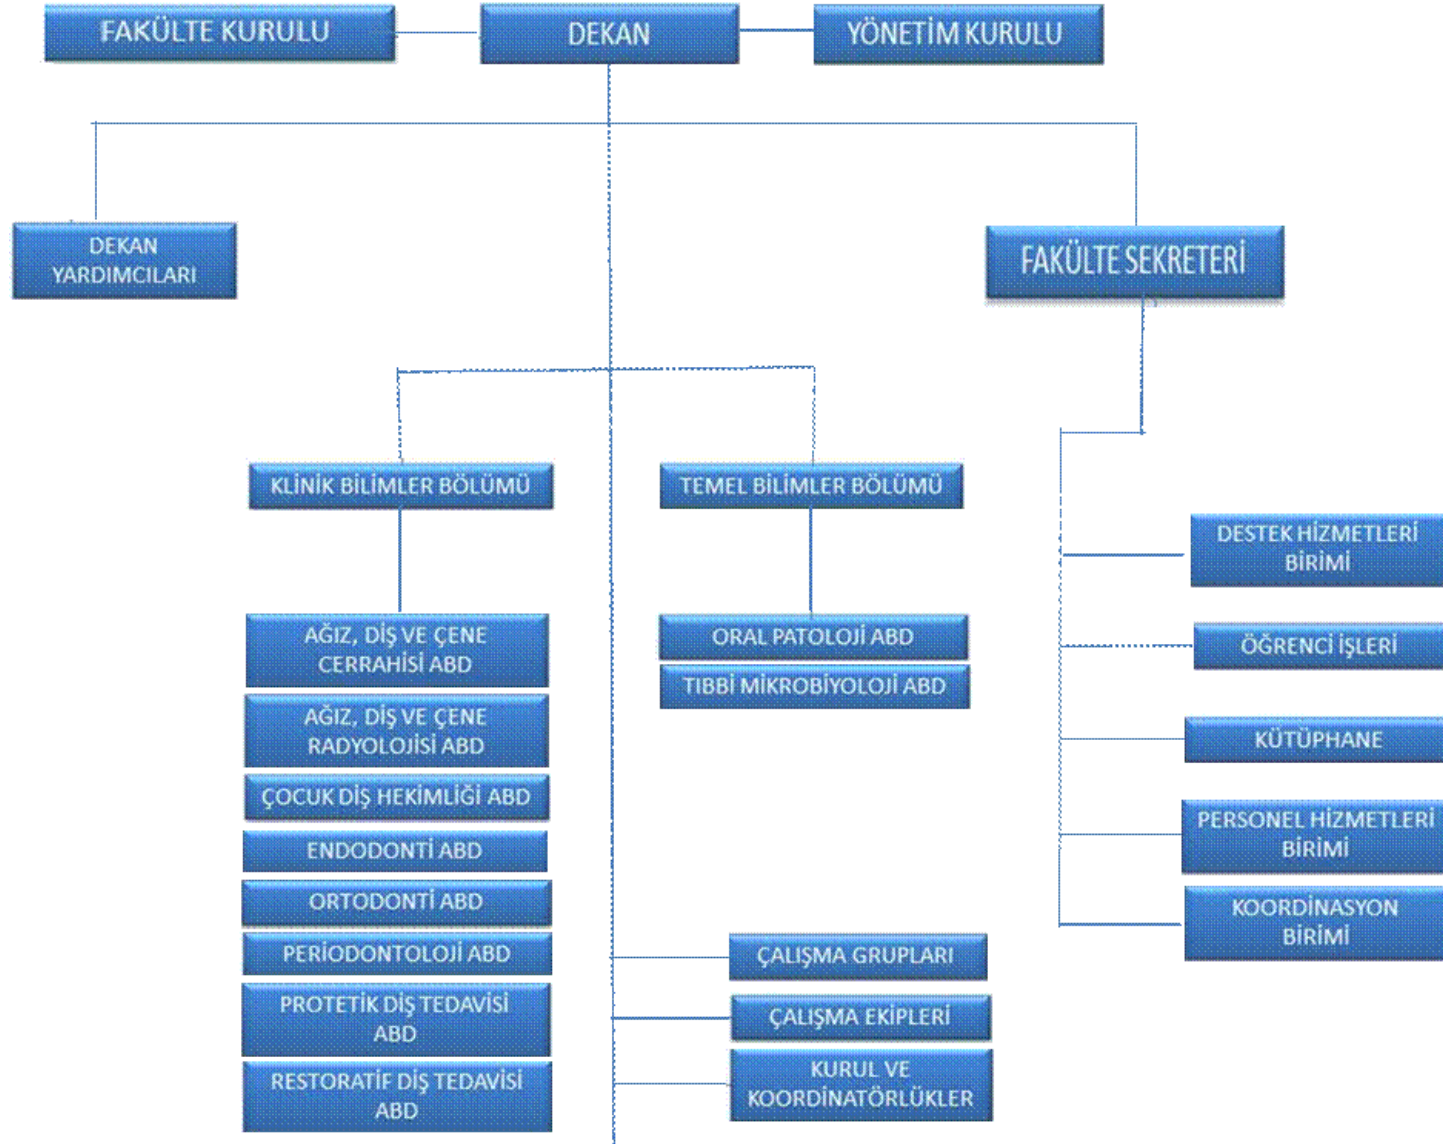 FAKÜLTE KURULU
DEKAN
YÖNETİM KURULU
DEKAN
YARDIMCILARI
FAKÜLTE SEKRETERİ
KLİNİK BİLİMLER BÖLÜMÜ
TEMEL BİLİMLER BÖLÜMÜ
AĞIZ, DİŞ VE ÇENE
CERRAHİSİ ABD
AĞIZ, DİŞ VE ÇENE
RADYOLOJİSİ ABD
ÇOCUK DİŞ HEKİMLİĞİ ABD
ENDODONTİ ABD
ORTODONTİ ABD
PERİODONTOLOJİ ABD
PROTETİK DİŞ TEDAVİSİ
ABD
RESTORATİF DİŞ TEDAVİSİ
ABD
ORAL PATOLOJİ ABD
TIBBİ MİKROBİYOLOJİ ABD
ÇALIŞMA GRUPLARI
ÇALIŞMA EKİPLERİ
KURUL VE
KOORDİNATÖRLÜKLER
DESTEK HİZMETLERİ
BİRİMİ
ÖĞRENCİ İŞLERİ
KÜTÜPHANE
PERSONEL HİZMETLERİ
BİRİMİ
KOORDİNASYON
BİRİMİ